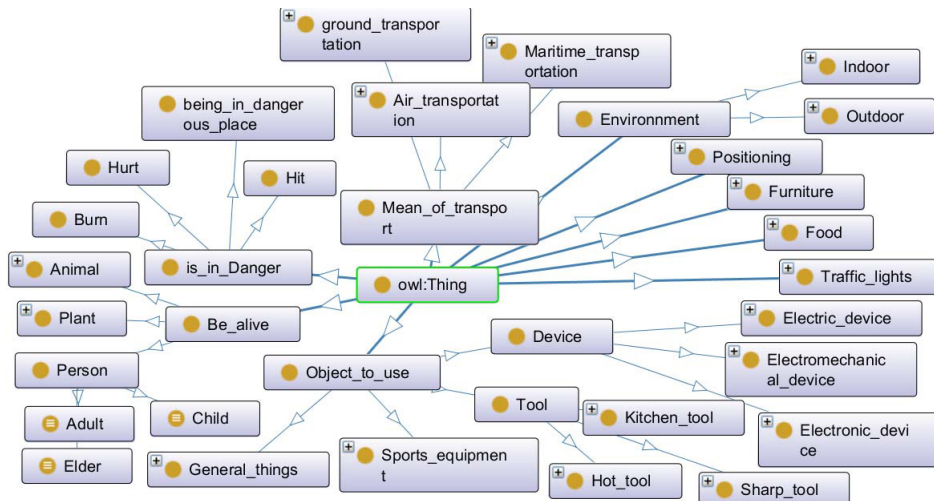 ground_transpor
tation
Maritime_transp
ortation
Indoor
Air_transportat
ion
being_in_danger
ous_place
Environnment
Outdoor
Positioning
Hurt
Hit
Furniture
Mean_of_transpo
rt
Burn
Food
Animal
is_in_Danger
owl:Thing
Traffic_lights
Plant
Be_alive
Electric_device
Device
Person
Object_to_use
Electromechanic
al_device
Tool
Kitchen_tool
Adult
Child
Electronic_devi
ce
Elder
General_things
Sports_equipmen
t
Hot_tool
Sharp_tool